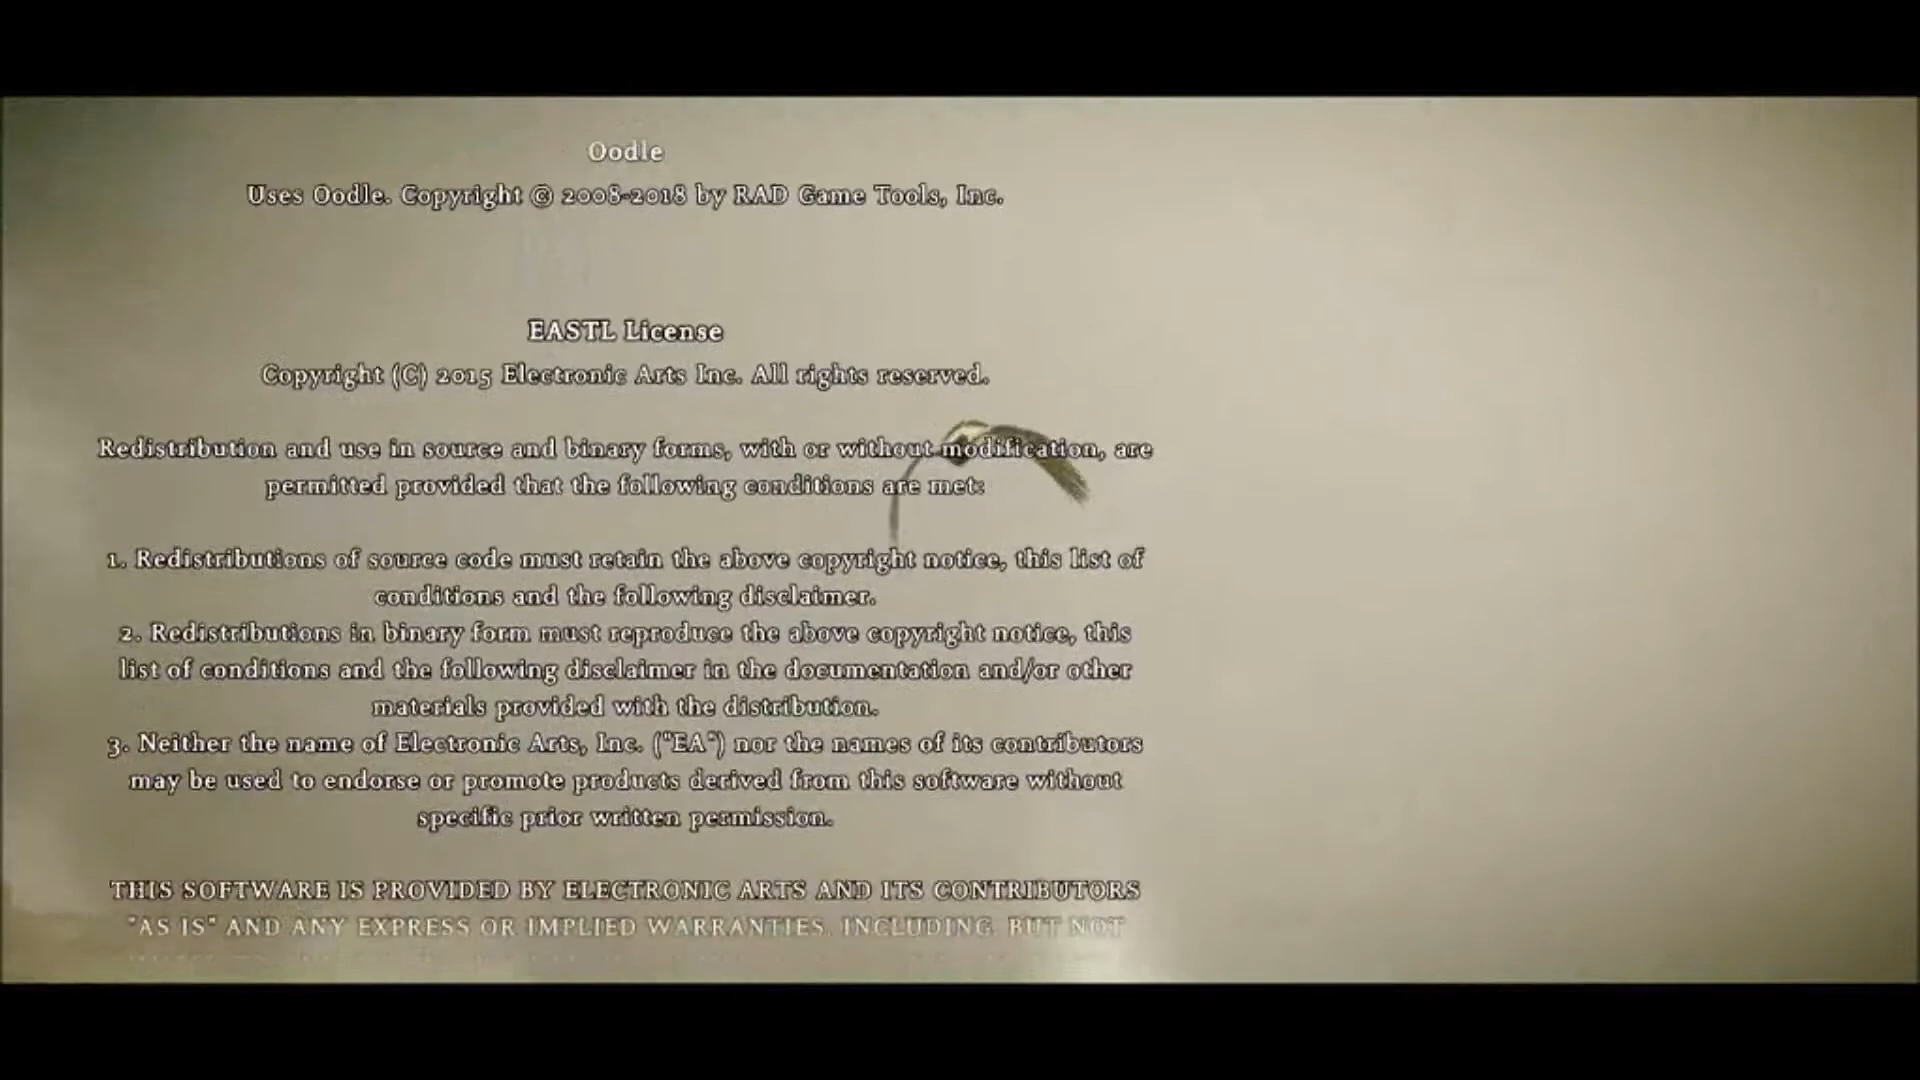 Oodle
Uses Oodle. Copyright © 2008-2018 by RAD Game Tools, Inc.
EASTL License
Copyright (C) 2015 Electronic Arts Inc. All rights reserved.
Redistribution and use in source and binary forms, with or without modification, are
permitted provided that the following conditions are met:
1. Redistributions of source code must retain the above copyright notice, this list of
conditions and the following disclaimer.
2. Redistributions in binary form must reproduce the above copyright notice, this
list of conditions and the following disclaimer in the documentation and/or other
materials provided with the distribution.
3. Neither the name of Electronic Arts, Inc. ("EA") nor the names of its contributors
may be used to endorse or promote products derived from this software without
specific prior written permission.
THIS SOFTWARE IS PROVIDED BY ELECTRONIC ARTS AND ITS CONTRIBUTORS
"AS IS" AND ANY EXPRESS OR IMPLIED WARRANTIES, INCLUDING, BUT NOT